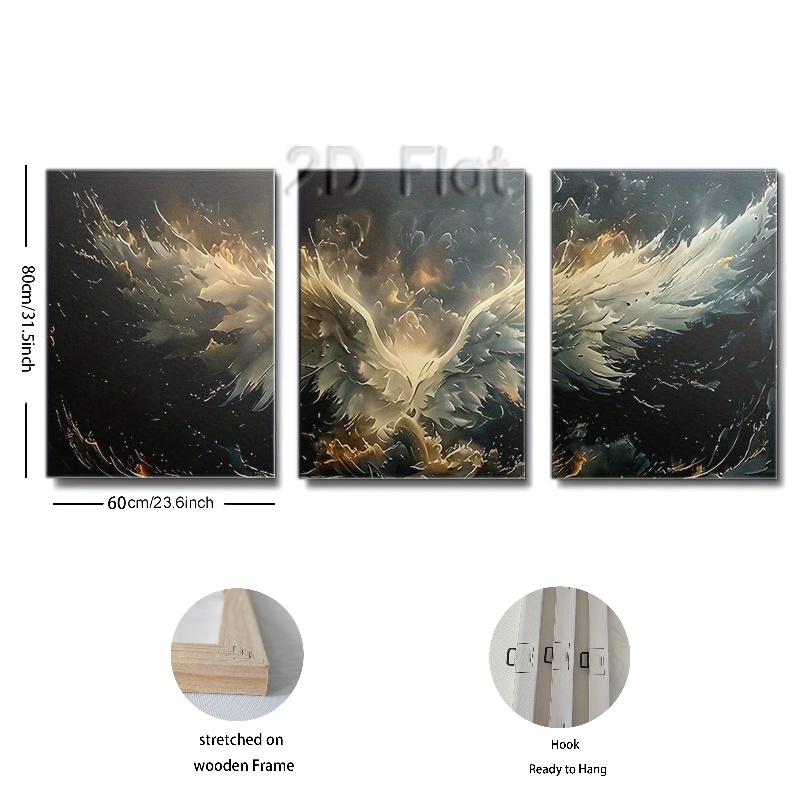 2D Flat
80cm/31.5inch
60cm/23.6inch
stretched on
wooden Frame
Hook
Ready to Hang